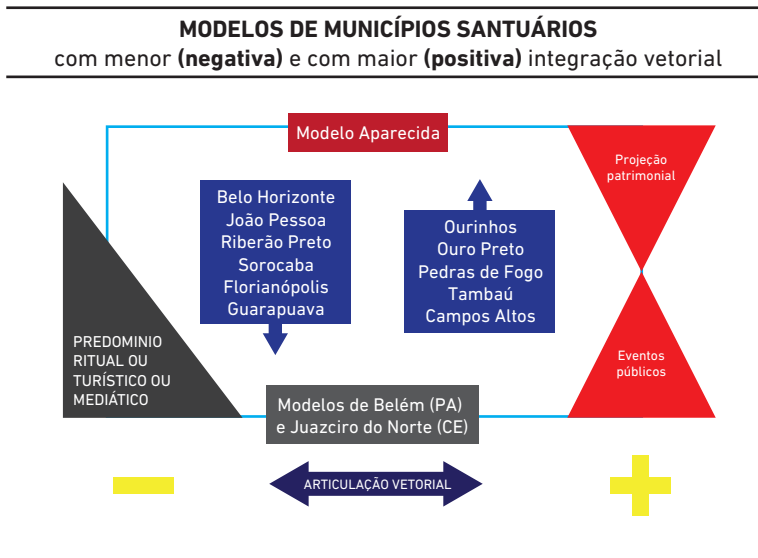 MODELOS DE MUNICÍPIOS SANTUÁRIOS
com menor (negativa) e com maior (positiva) integração vetorial
Modelo Aparecida
Projeção
patrimonial
Belo Horizonte
João Pessoa
Riberão Preto
Sorocaba
Florianópolis
Guarapuava
Ourinhos
Ouro Preto
Pedras de Fogo
Tambaú
Campos Altos
PREDOMINIO
RITUAL OU
TURÍSTICO OU
MEDIÁTICO
Eventos
públicos
Modelos de Belém (PA)
e Juazciro do Norte (CE)
ARTICULAÇÃO VETORIAL